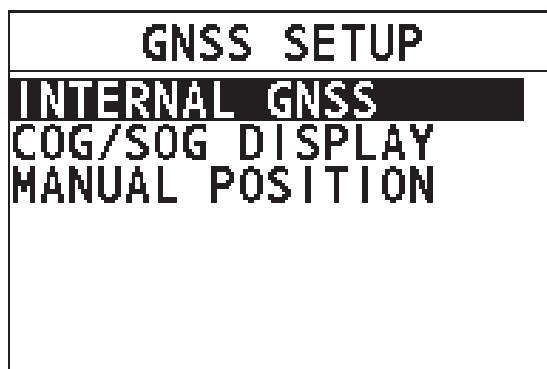 GNSS SETUP
INTERNAL GNSS
COG/SOG DISPLAY
MANUAL POSITION